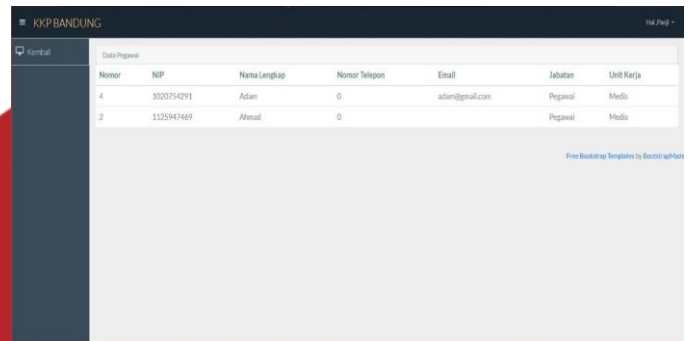 KKP BANDUNG
Hai ,Panji
Kembali
Data Pegawai
Nomor NIP Nama Lengkap Nomor Telepon Email Jabatan Unit Kerja
4 1020754291 Adam 0 adam@gmail.com Pegawai Medis
2 1125947469 Ahmad 0 Pegawai Medis
Free Bootstrap Templates by BootstrapMade